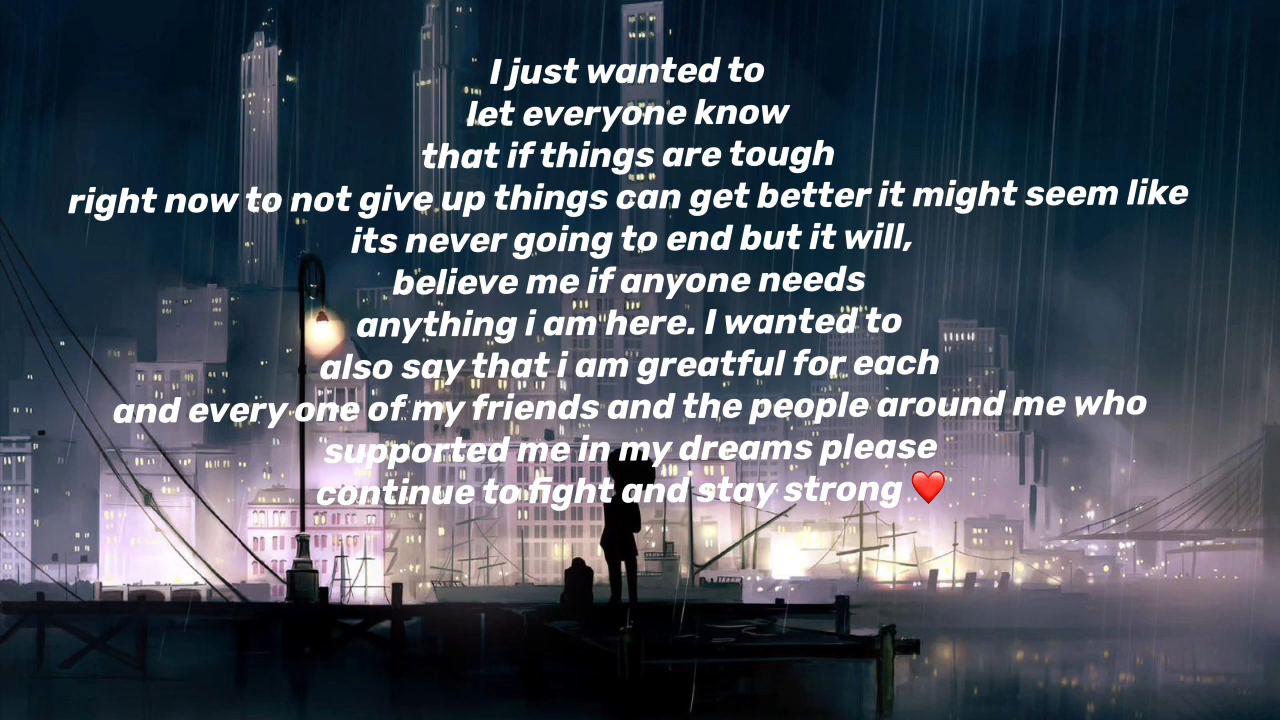 I just wanted to
let everyone know
that if things are tough
right now to not give up things can get better it might seem like
its never going to end but it will,
believe me if anyone needs
anything i am here. I wanted to
also say that i am greatful for each
and every one of my friends and the people around me who
supported me in my dreams please
continue to fight and stay strong ❤️